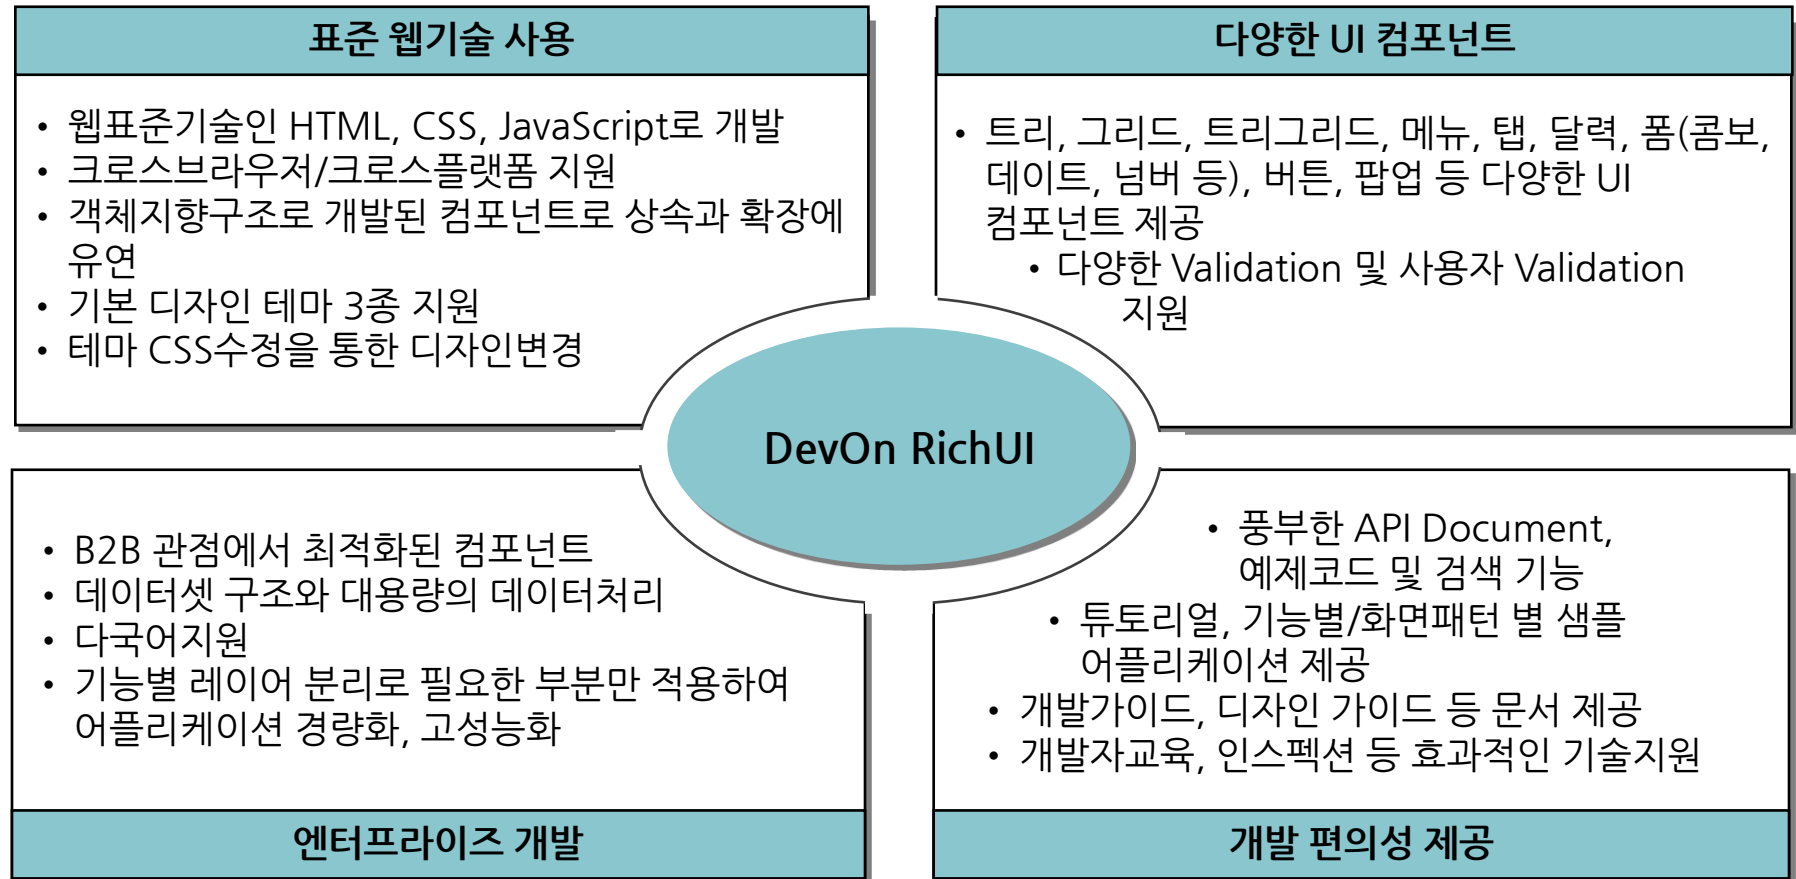 표준 웹기술 사용
• 웹표준기술인 HTML, CSS, JavaScript로 개발
• 크로스브라우저/크로스플랫폼 지원
• 객체지향구조로 개발된 컴포넌트로 상속과 확장에
유연
• 기본 디자인 테마 3종 지원
• 테마 CSS수정을 통한 디자인변경
다양한 UI 컴포넌트
• 트리, 그리드, 트리그리드, 메뉴, 탭, 달력, 폼(콤보,
데이트, 넘버 등), 버튼, 팝업 등 다양한 UI
컴포넌트 제공
• 다양한 Validation 및 사용자 Validation
지원
DevOn RichUI
• B2B 관점에서 최적화된 컴포넌트
• 데이터셋 구조와 대용량의 데이터처리
• 다국어지원
• 기능별 레이어 분리로 필요한 부분만 적용하여
어플리케이션 경량화, 고성능화
엔터프라이즈 개발
• 풍부한 API Document,
예제코드 및 검색 기능
• 튜토리얼, 기능별/화면패턴 별 샘플
어플리케이션 제공
• 개발가이드, 디자인 가이드 등 문서 제공
• 개발자교육, 인스펙션 등 효과적인 기술지원
개발 편의성 제공